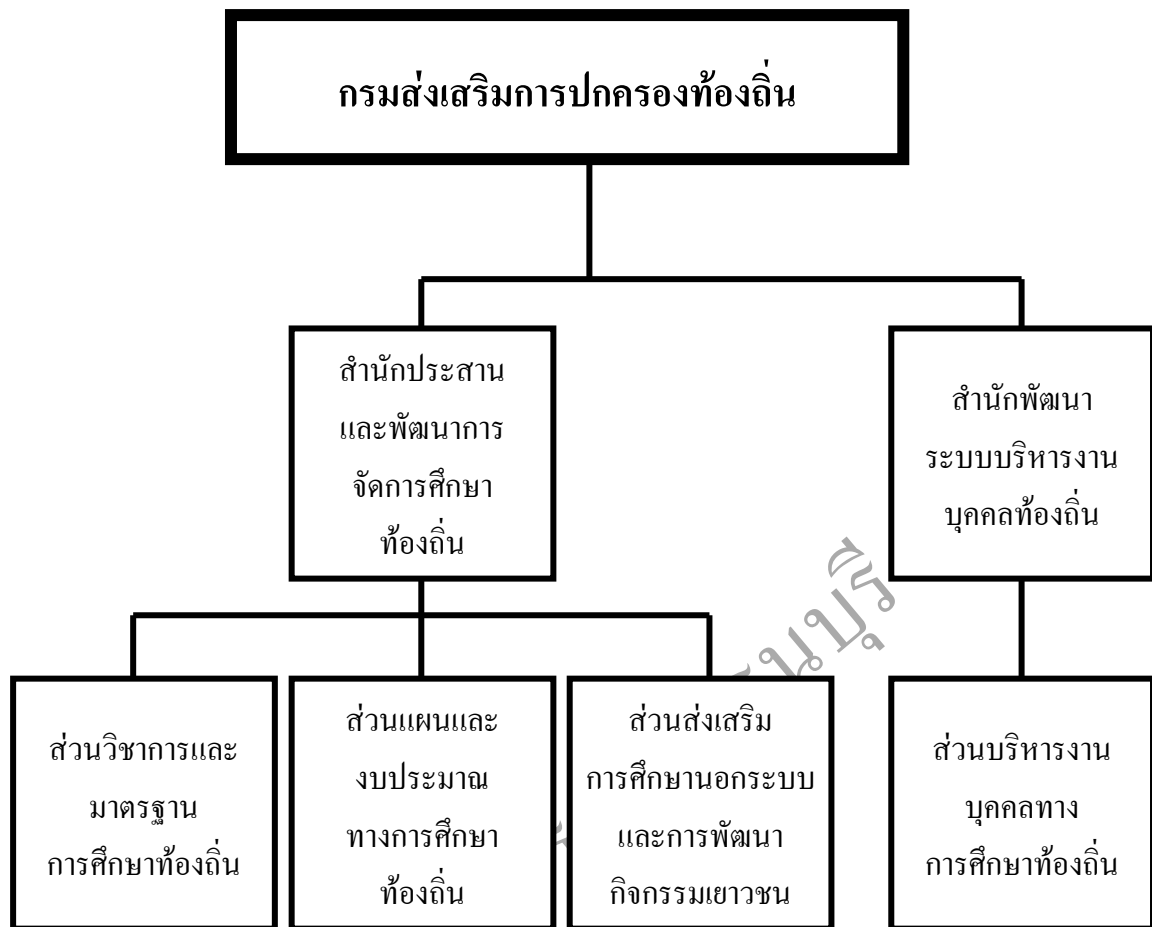 กรมส่งเสริมการปกครองท้องถิ่น
สำนักประสาน
และพัฒนาการ
จัดการศึกษา
ท้องถิ่น
สำนักพัฒนา
ระบบบริหารงาน
บุคคลท้องถิ่น
ส่วนวิชาการและ
มาตรฐาน
การศึกษาท้องถิ่น
ส่วนแผนและ
งบประมาณ
ทางการศึกษา
ท้องถิ่น
ส่วนส่งเสริม
การศึกษานอกระบบ
และการพัฒนา
กิจกรรมเยาวชน
ส่วนบริหารงาน
บุคคลทาง
การศึกษาท้องถิ่น